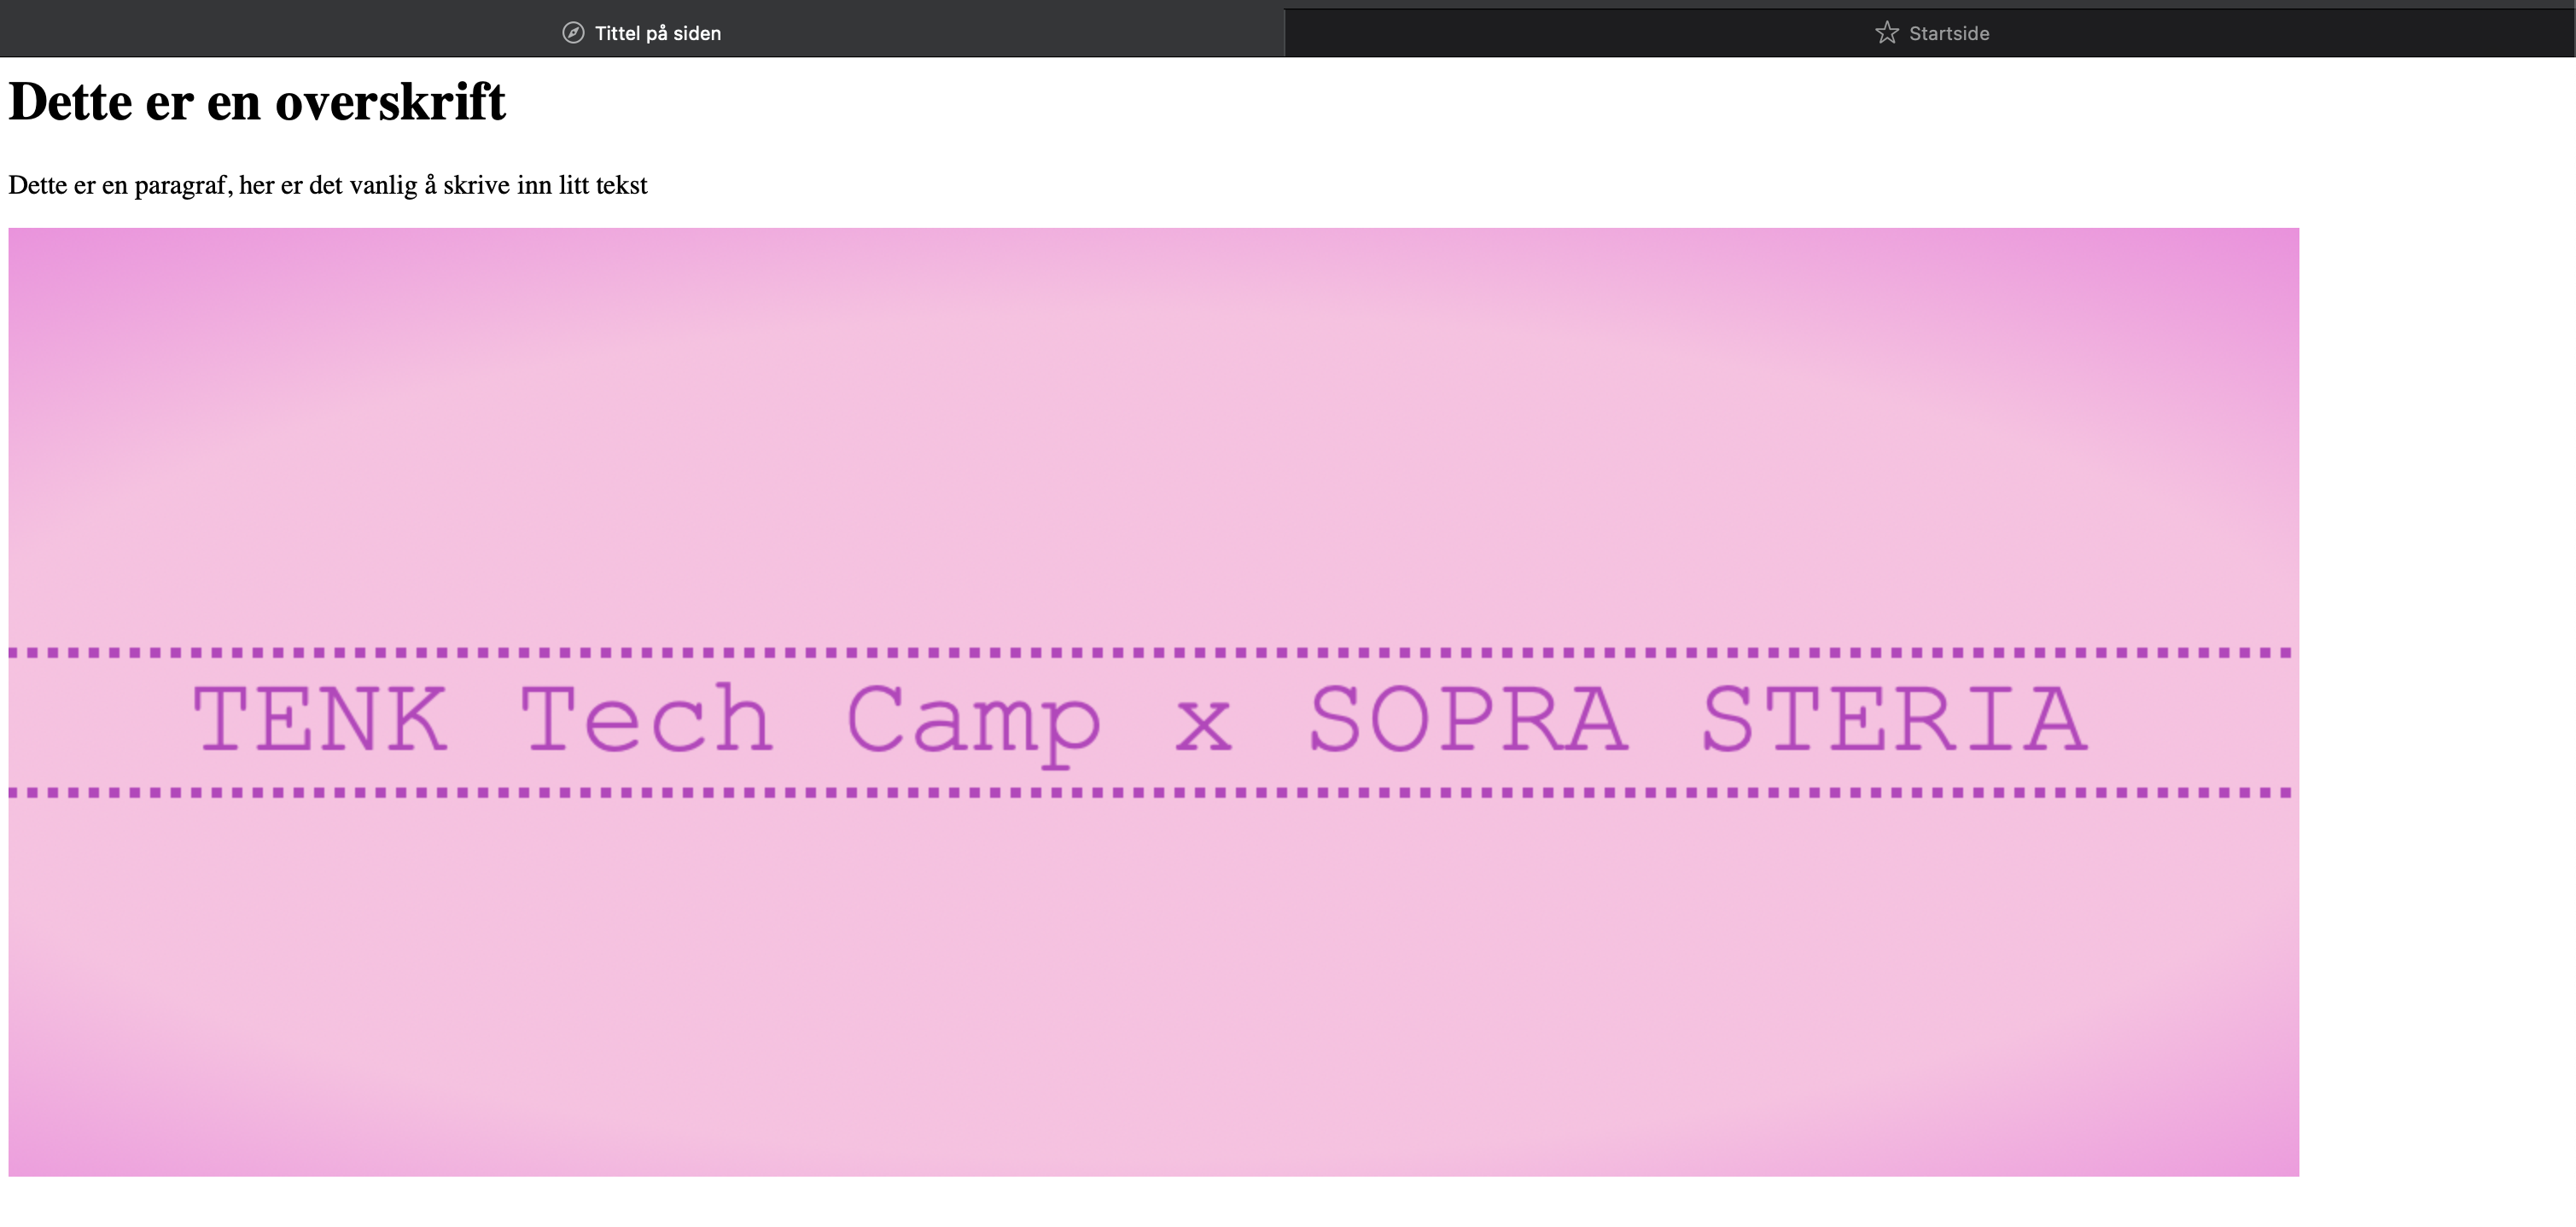 Tittel på siden
Startside
Dette er en overskrift
Dette er en paragraf, her er det vanlig å skrive inn litt tekst
TENK Tech Camp x SOPRA STERIA